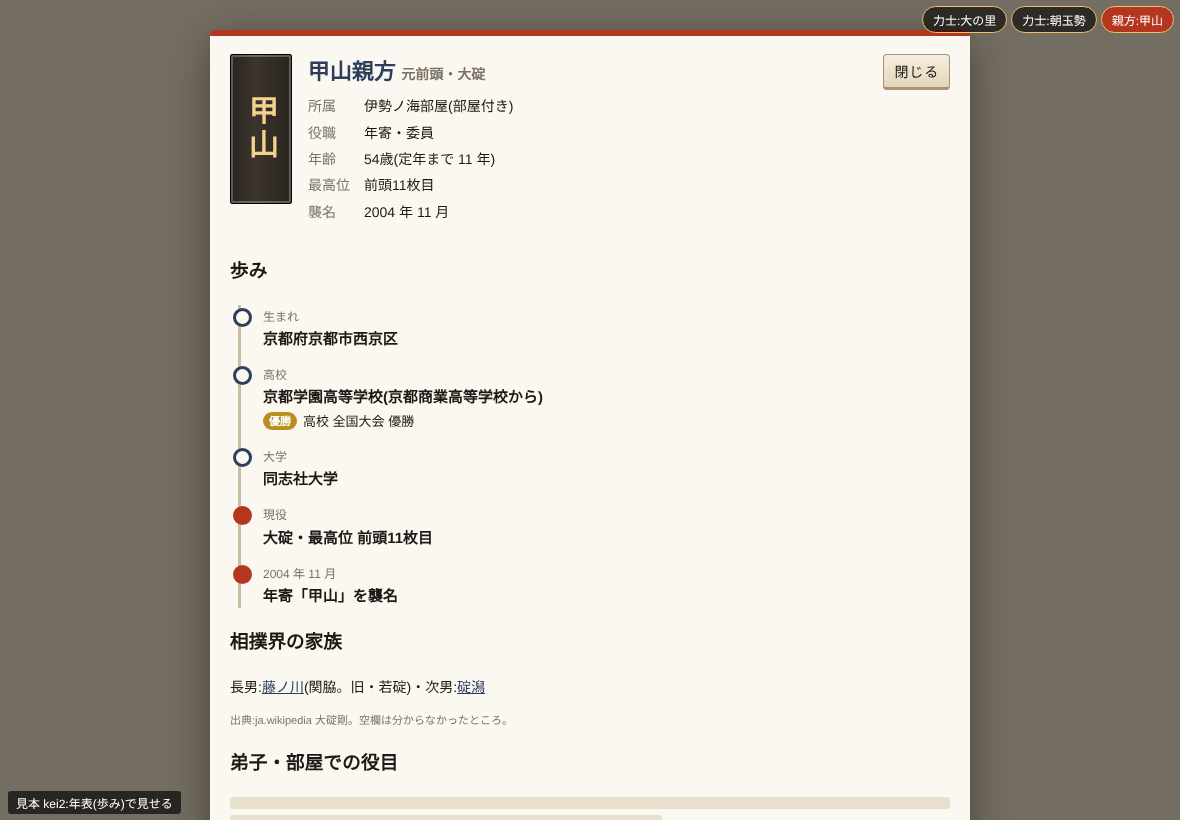 力士:大の里 力士:朝玉勢 親方:甲山
甲山
甲山親方 元前頭・大碇
閉じる
所属 伊勢ノ海部屋(部屋付き)
役職 年寄・委員
年齢 54歳(定年まで 11 年)
最高位 前頭11枚目
襲名 2004 年 11 月
歩み
生まれ
京都府京都市西京区
高校
京都学園高等学校(京都商業高等学校から)
優勝 高校 全国大会 優勝
大学
同志社大学
現役
大碇・最高位 前頭11枚目
2004 年 11 月
年寄「甲山」を襲名
相撲界の家族
長男:藤ノ川(関脇。旧・若碇)・次男:碇潟
出典:ja.wikipedia 大碇剛。空欄は分からなかったところ。
弟子・部屋での役目
見本 kei2:年表(歩み)で見せる